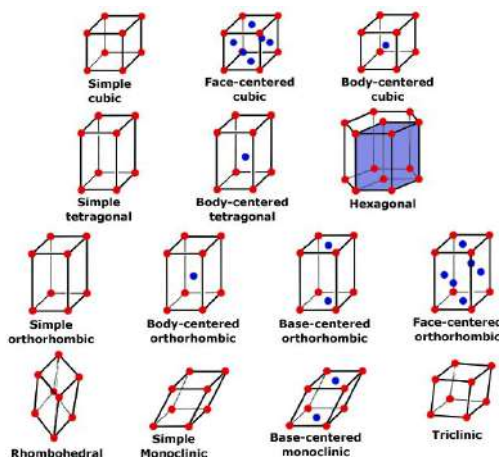 Simple
cubic
Face-centered
cubic
Body-centered
cubic
Simple
tetragonal
Body-centered
tetragonal
Hexagonal
Simple
orthorhombic
Body-centered
orthorhombic
Base-centered
orthorhombic
Face-centered
orthorhombic
Rhombohedral
Simple
Monoclinic
Base-centered
monoclinic
Triclinic